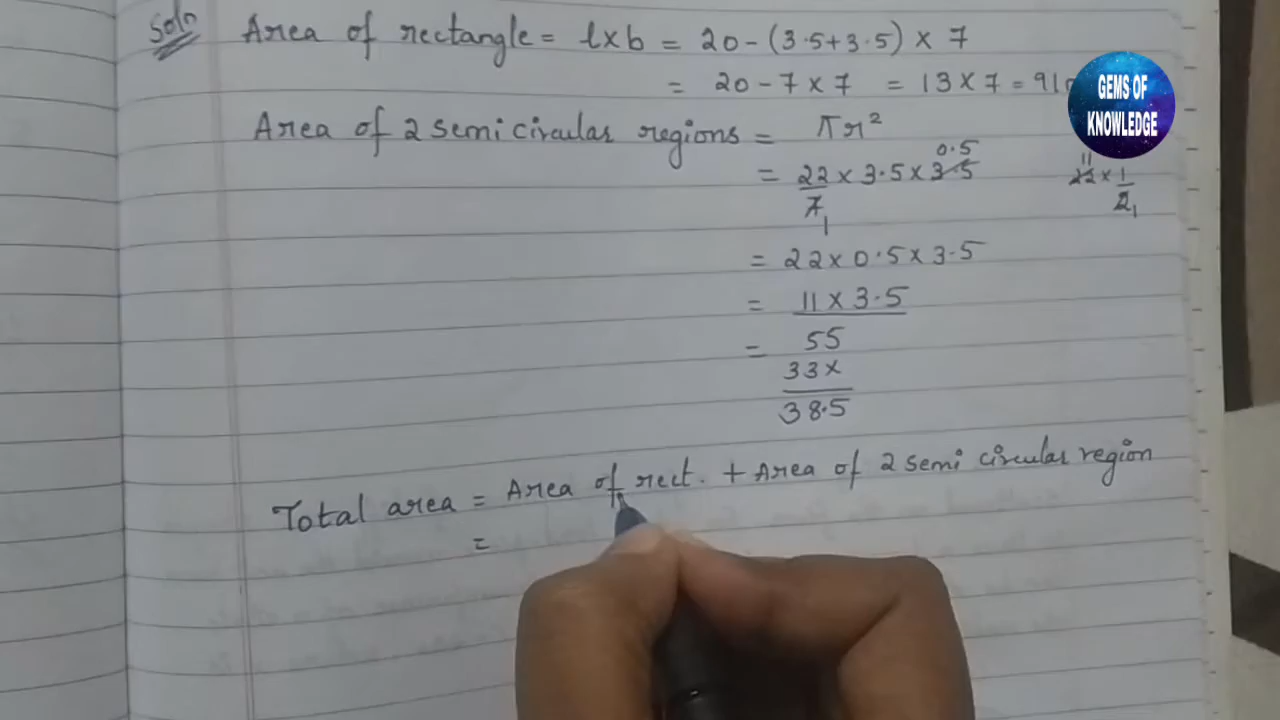 Soln Area of rectangle = l×b = 20-(3.5+3.5) × 7
= 20-7×7 = 13×7 = 91
GEMS OF
KNOWLEDGE
Area of 2 semicircular regions = πr²
0.5
= 22/7 × 3.5 × 3.5
1
11
22 × 1/2
1
= 22×0.5×3.5
= 11 × 3.5
= 55
33×
38.5
Total area = Area of rect. + Area of 2 semi circular region
=